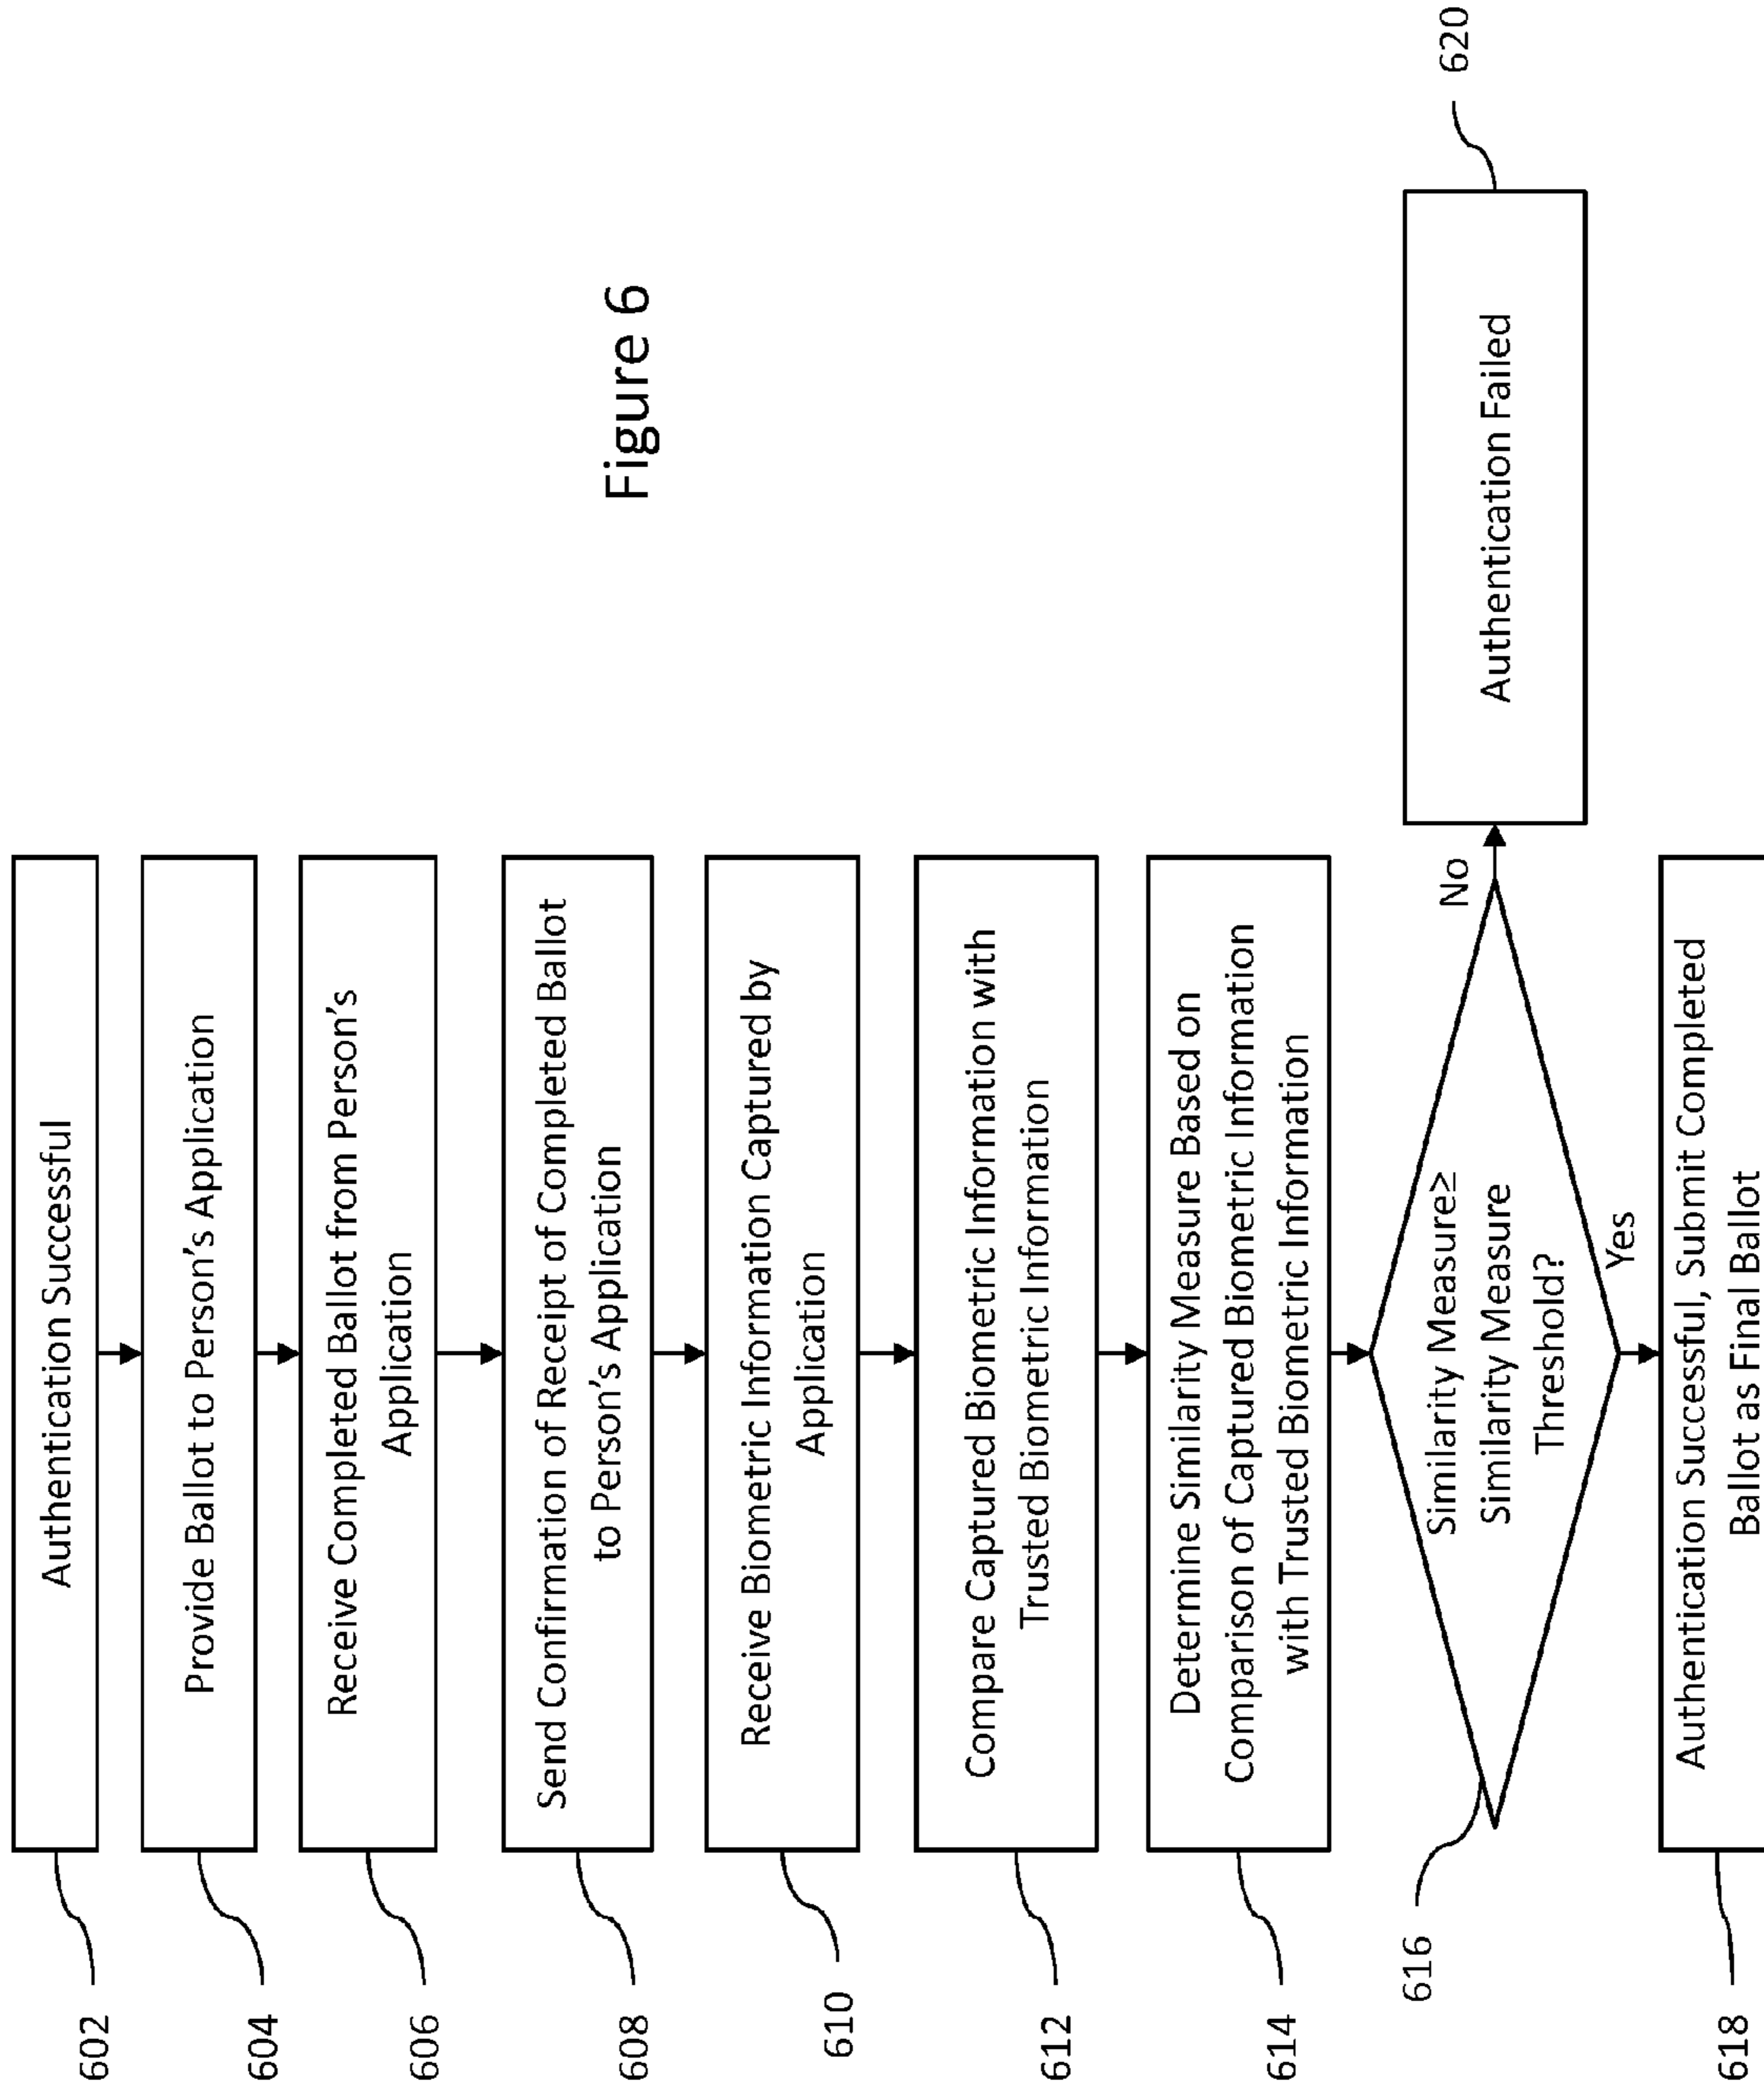 602
Authentication Successful
604
Provide Ballot to Person's Application
606
Receive Completed Ballot from Person's
Application
608
Send Confirmation of Receipt of Completed Ballot
to Person's Application
610
Receive Biometric Information Captured by
Application
612
Compare Captured Biometric Information with
Trusted Biometric Information
614
Determine Similarity Measure Based on
Comparison of Captured Biometric Information
with Trusted Biometric Information
616
Similarity Measure≥
Similarity Measure
Threshold?
No
Authentication Failed
620
Yes
618
Authentication Successful, Submit Completed
Ballot as Final Ballot
Figure 6